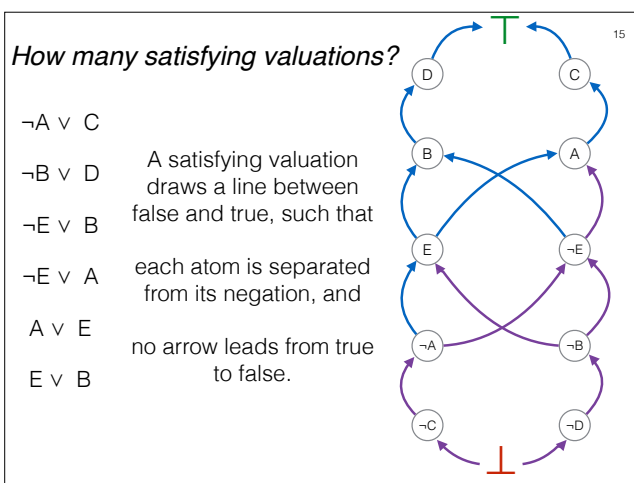 15
How many satisfying valuations?
¬A ∨ C
¬B ∨ D
¬E ∨ B
¬E ∨ A
A ∨ E
E ∨ B
A satisfying valuation
draws a line between
false and true, such that
each atom is separated
from its negation, and
no arrow leads from true
to false.
⊤
D
C
B
A
E
¬E
¬A
¬B
¬C
¬D
⊥